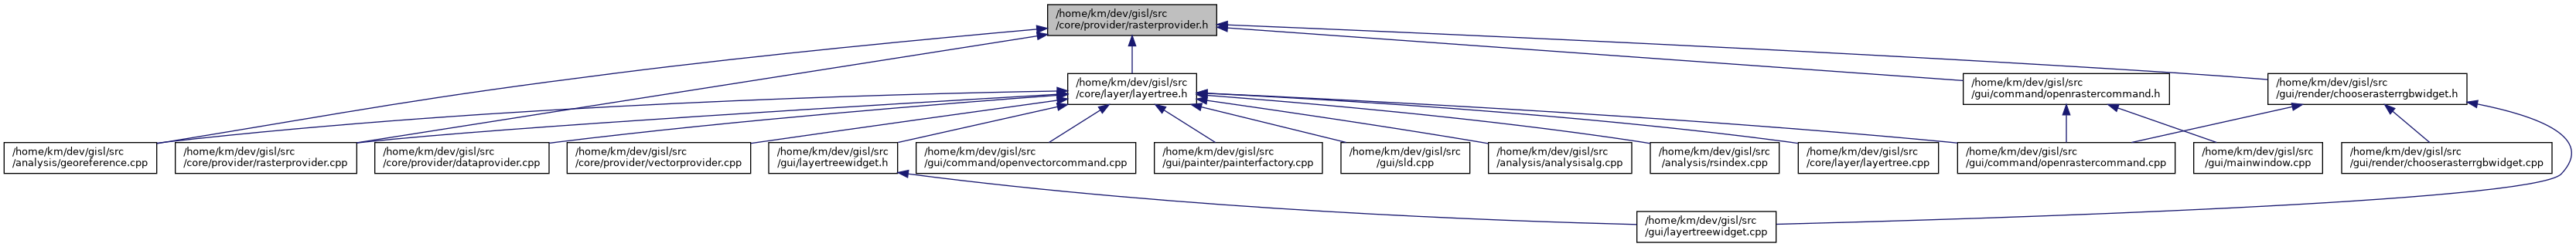 /home/km/dev/gisl/src
/core/provider/rasterprovider.h
/home/km/dev/gisl/src
/core/layer/layertree.h
/home/km/dev/gisl/src
/gui/command/openrastercommand.h
/home/km/dev/gisl/src
/gui/render/chooserasterrgbwidget.h
/home/km/dev/gisl/src
/analysis/georeference.cpp
/home/km/dev/gisl/src
/core/provider/rasterprovider.cpp
/home/km/dev/gisl/src
/core/provider/dataprovider.cpp
/home/km/dev/gisl/src
/core/provider/vectorprovider.cpp
/home/km/dev/gisl/src
/gui/layertreewidget.h
/home/km/dev/gisl/src
/gui/command/openvectorcommand.cpp
/home/km/dev/gisl/src
/gui/painter/painterfactory.cpp
/home/km/dev/gisl/src
/gui/sld.cpp
/home/km/dev/gisl/src
/analysis/analysisalg.cpp
/home/km/dev/gisl/src
/analysis/rsindex.cpp
/home/km/dev/gisl/src
/core/layer/layertree.cpp
/home/km/dev/gisl/src
/gui/command/openrastercommand.cpp
/home/km/dev/gisl/src
/gui/mainwindow.cpp
/home/km/dev/gisl/src
/gui/render/chooserasterrgbwidget.cpp
/home/km/dev/gisl/src
/gui/layertreewidget.cpp